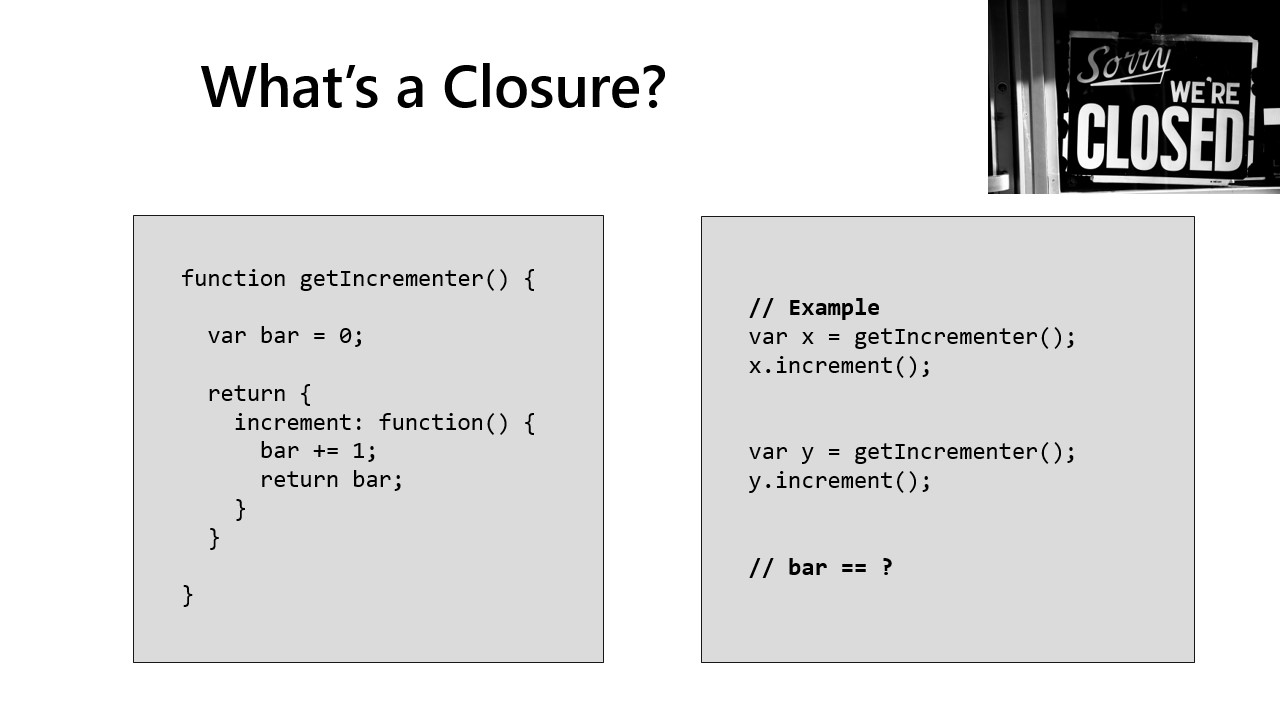 What's a Closure?
Sorry
WE'RE
CLOSED
function getIncrementer() {
var bar = 0;
return {
increment: function() {
bar += 1;
return bar;
}
}
}
// Example
var x = getIncrementer();
x.increment();
var y = getIncrementer();
y.increment();
// bar == ?